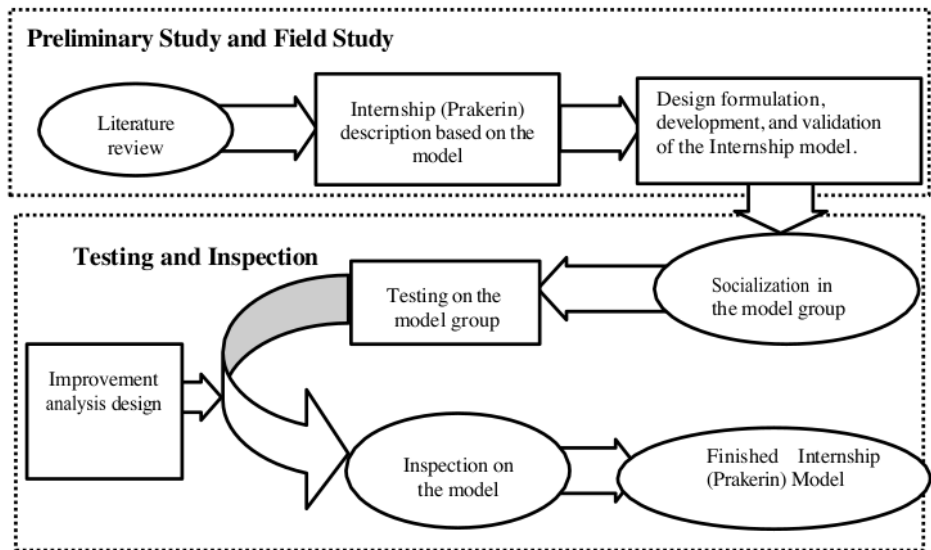 Preliminary Study and Field Study
Literature
review
Internship (Prakerin)
description based on the
model
Design formulation,
development, and validation
of the Internship model.
Testing and Inspection
Socialization in
the model group
Testing on the
model group
Improvement
analysis design
Inspection on
the model
Finished Internship
(Prakerin) Model